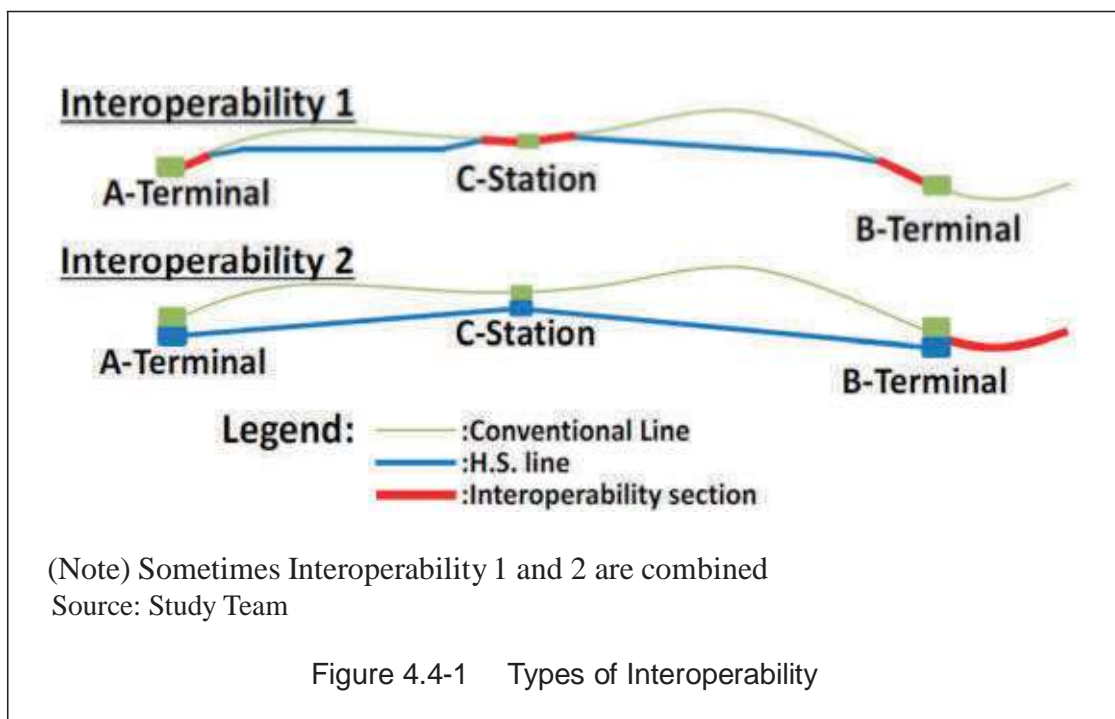 Interoperability 1
A-Terminal
C-Station
B-Terminal
Interoperability 2
A-Terminal
C-Station
B-Terminal
Legend:
:Conventional Line
:H.S. line
:Interoperability section
(Note) Sometimes Interoperability 1 and 2 are combined
Source: Study Team
Figure 4.4-1 Types of Interoperability